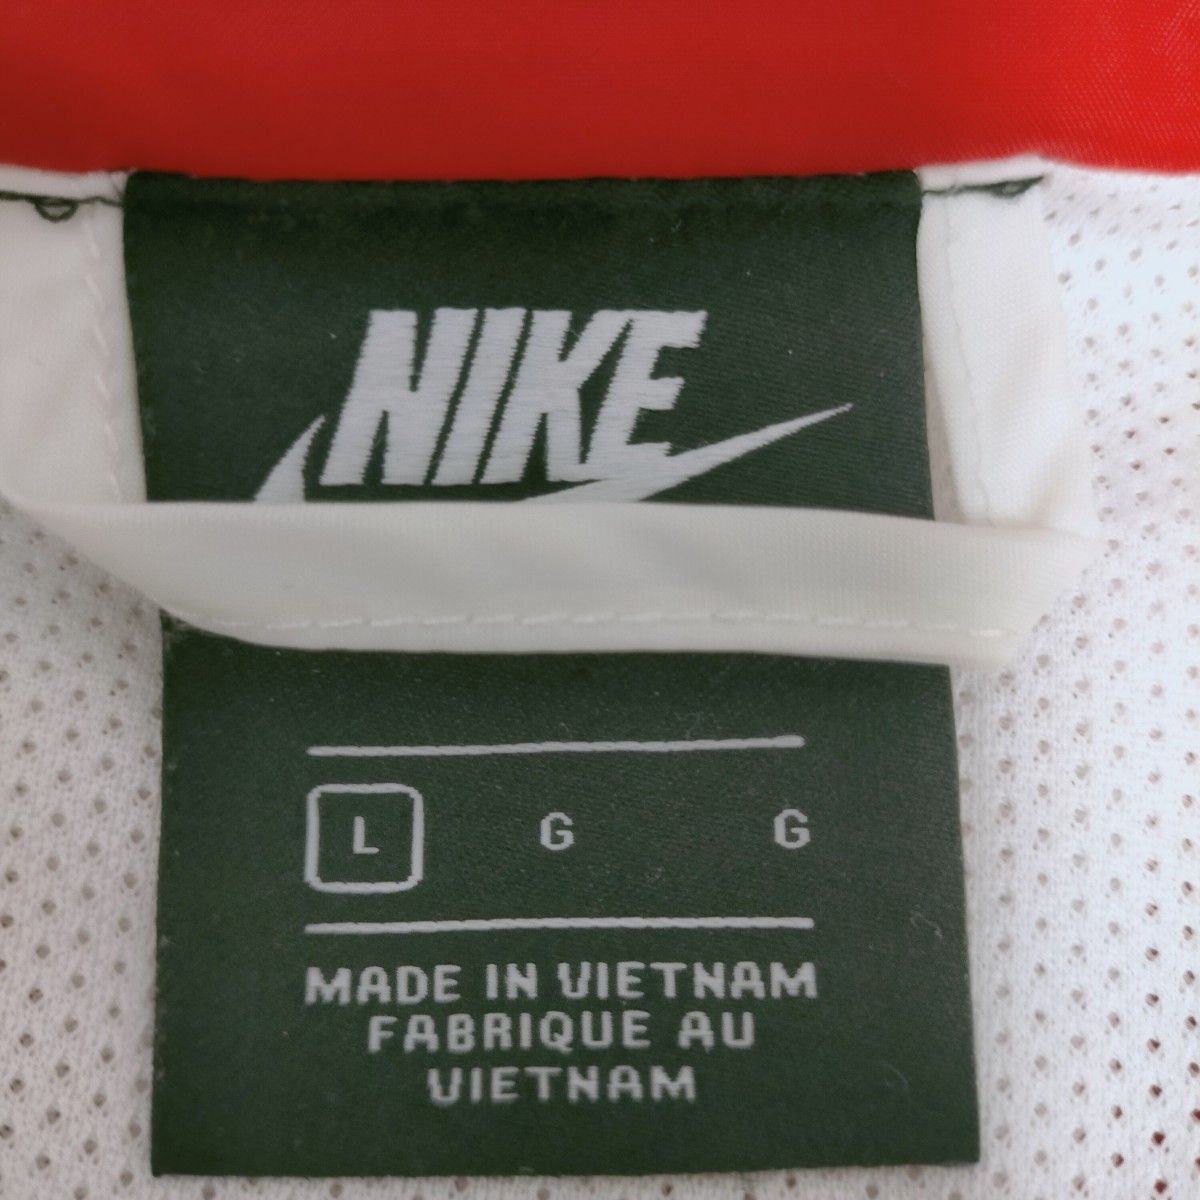 NIKE
L G G
MADE IN VIETNAM
FABRIQUE AU
VIETNAM